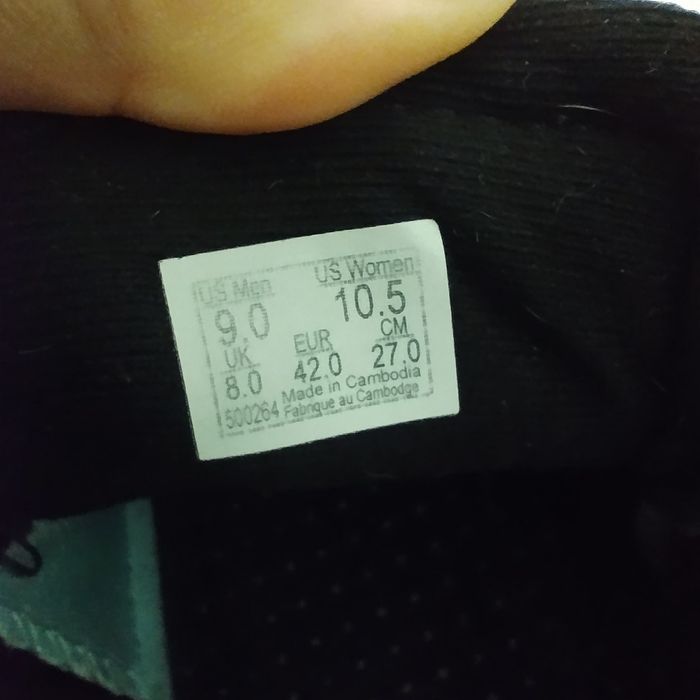 US Men US Women
9.0 10.5
UK EUR CM
8.0 42.0 27.0
Made in Cambodia
500264 Fabrique au Cambodge